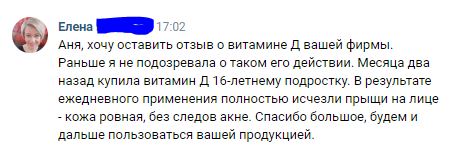 Елена 17:02
Аня, хочу оставить отзыв о витамине Д вашей фирмы.
Раньше я не подозревала о таком его действии. Месяца два
назад купила витамин Д 16-летнему подростку. В результате
ежедневного применения полностью исчезли прыщи на лице
- кожа ровная, без следов акне. Спасибо большое, будем и
дальше пользоваться вашей продукцией.